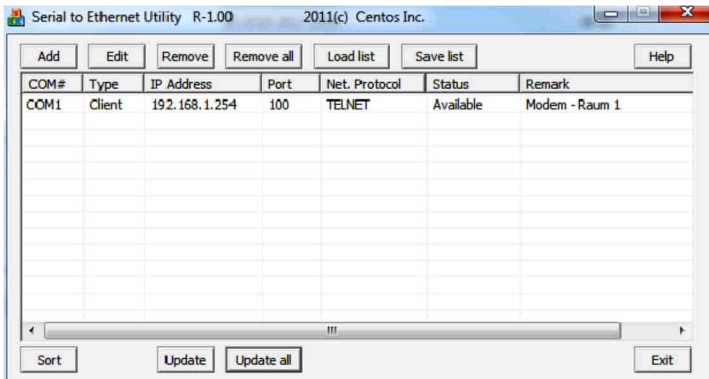 Serial to Ethernet Utility R-1.00 2011(c) Centos Inc.
Add Edit Remove Remove all Load list Save list Help
COM# Type IP Address Port Net. Protocol Status Remark
COM1 Client 192.168.1.254 100 TELNET Available Modem - Raum 1
Sort Update Update all Exit